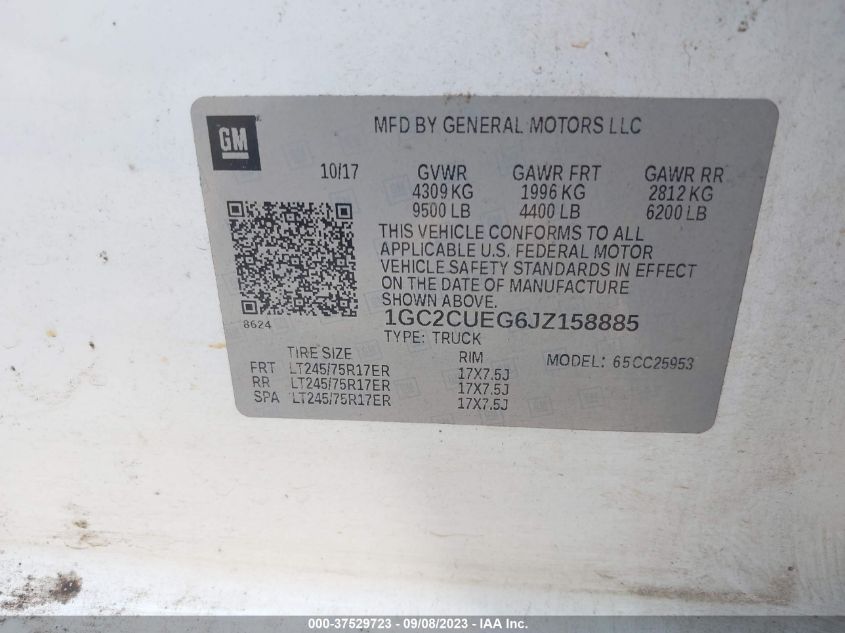 GM
MFD BY GENERAL MOTORS LLC
10/17 GVWR GAWR FRT GAWR RR
4309 KG 1996 KG 2812 KG
9500 LB 4400 LB 6200 LB
THIS VEHICLE CONFORMS TO ALL
APPLICABLE U.S. FEDERAL MOTOR
VEHICLE SAFETY STANDARDS IN EFFECT
ON THE DATE OF MANUFACTURE
SHOWN ABOVE.
8624
1GC2CUEG6JZ158885
TYPE: TRUCK
TIRE SIZE RIM MODEL: 65CC25953
FRT LT245/75R17ER 17X7.5J
RR LT245/75R17ER 17X7.5J
SPA LT245/75R17ER 17X7.5J
000-37529723 - 09/08/2023 - IAA Inc.